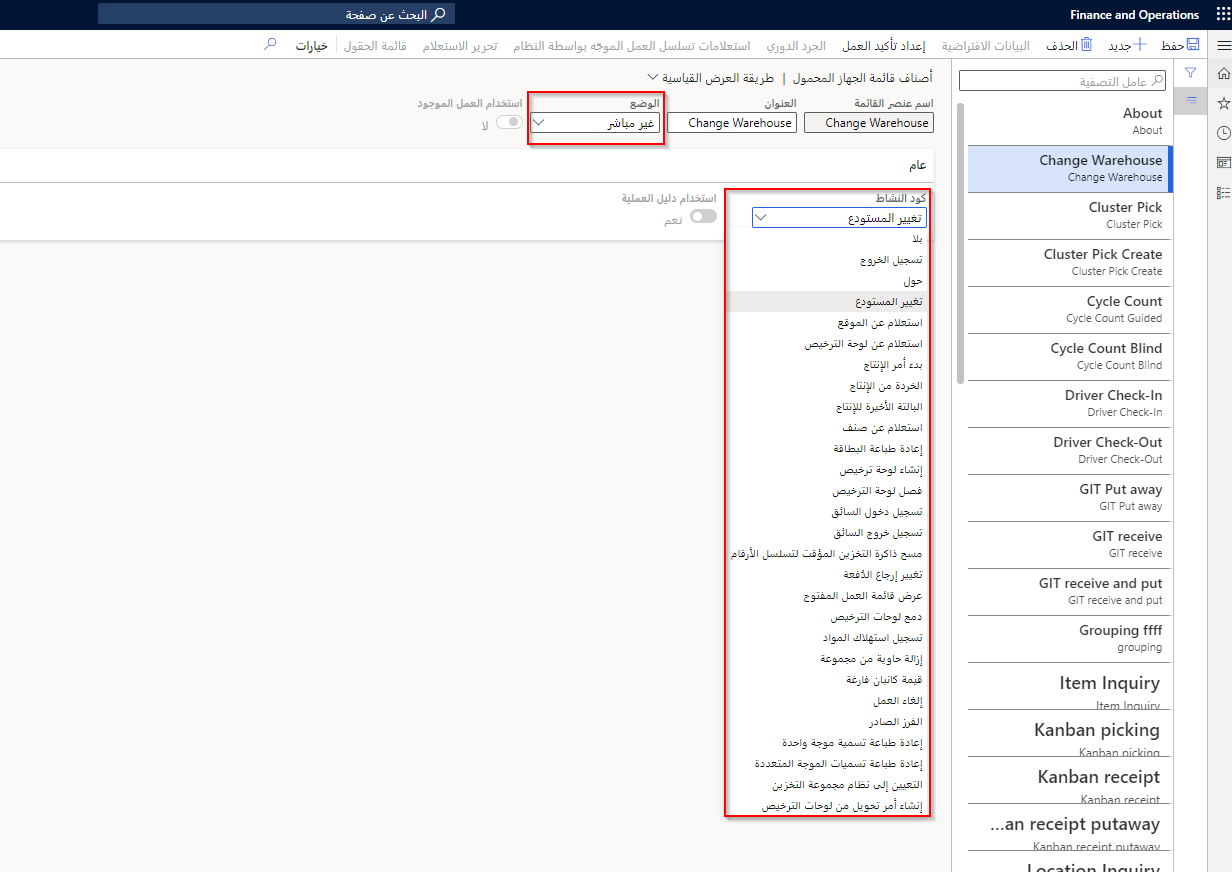 Finance and Operations
البحث عن صفحة
حفظ
جديد
الحذف
البيانات الافتراضية
إعداد تأكيد العمل
الجرد الدوري
استعلامات تسلسل العمل الموجّه بواسطة النظام
تحرير الاستعلام
قائمة الحقول
خيارات
عامل التصفية
About
About
Change Warehouse
Change Warehouse
Cluster Pick
Cluster Pick
Cluster Pick Create
Cluster Pick Create
Cycle Count
Cycle Count Guided
Cycle Count Blind
Cycle Count Blind
Driver Check-In
Driver Check-In
Driver Check-Out
Driver Check-Out
GIT Put away
GIT Put away
GIT receive
GIT receive
GIT receive and put
GIT receive and put
Grouping ffff
grouping
Item Inquiry
Item Inquiry
Kanban picking
Kanban picking
Kanban receipt
Kanban receipt
...an receipt putaway
Kanban receipt putaway
Location Inquiry
أصناف قائمة الجهاز المحمول | طريقة العرض القياسية
اسم عنصر القائمة
Change Warehouse
العنوان
Change Warehouse
الوضع
غير مباشر
استخدام العمل الموجود
لا
عام
كود النشاط
تغيير المستودع
استخدام دليل العملية
نعم
بلا
تسجيل الخروج
حول
تغيير المستودع
استعلام عن الموقع
استعلام عن لوحة الترخيص
بدء أمر الإنتاج
الخردة من الإنتاج
البالتة الأخيرة للإنتاج
استعلام عن صنف
إعادة طباعة البطاقة
إنشاء لوحة ترخيص
فصل لوحة الترخيص
تسجيل دخول السائق
تسجيل خروج السائق
مسح ذاكرة التخزين المؤقت لتسلسل الأرقام
تغيير إرجاع الدُفعة
عرض قائمة العمل المفتوح
دمج لوحات الترخيص
تسجيل استهلاك المواد
إزالة حاوية من مجموعة
قيمة كانبان فارغة
إلغاء العمل
الفرز الصادر
إعادة طباعة تسمية موجة واحدة
إعادة طباعة تسميات الموجة المتعددة
التعيين إلى نظام مجموعة التخزين
إنشاء أمر تحويل من لوحات الترخيص